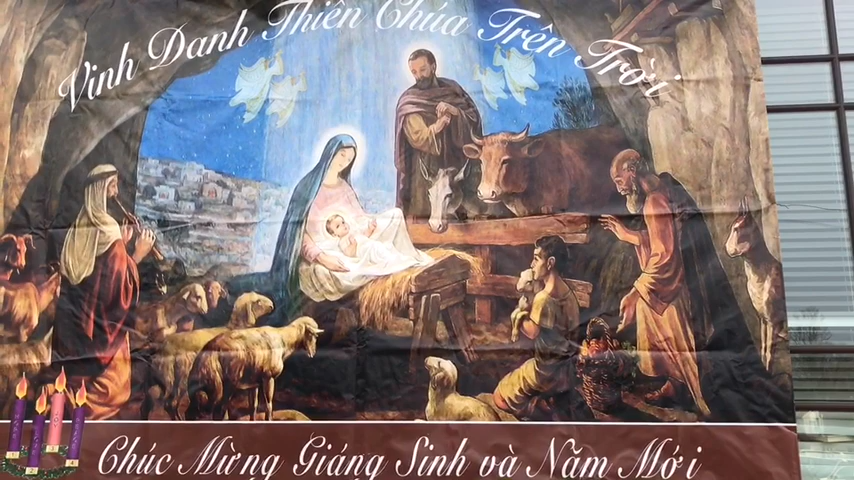 Vinh Danh Thiên Chúa Trên Trời
Chúc Mừng Giáng Sinh và Năm Mới